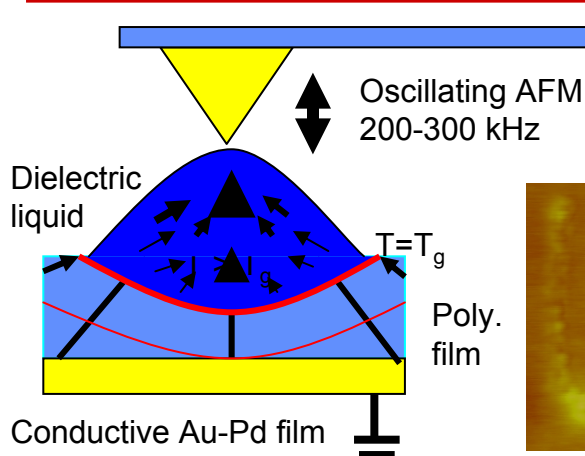 Oscillating AFM
200-300 kHz
Dielectric
liquid
T=Tg
g
Poly.
film
Conductive Au-Pd film